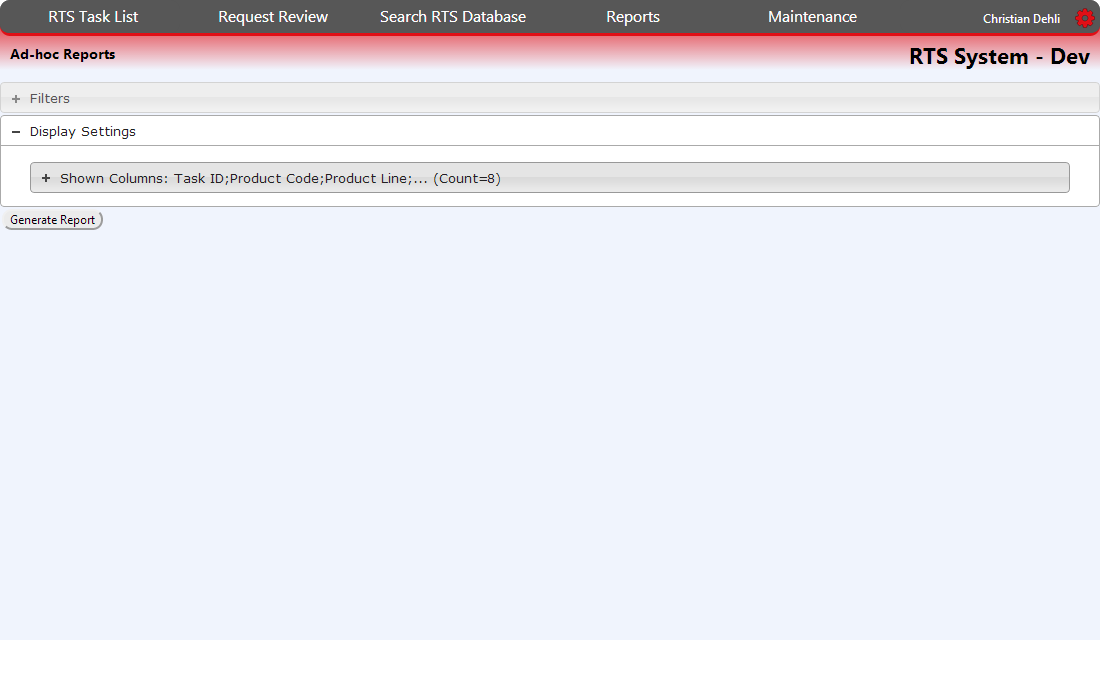 RTS Task List Request Review Search RTS Database Reports Maintenance Christian Dehli
Ad-hoc Reports RTS System - Dev
+ Filters
− Display Settings
+ Shown Columns: Task ID;Product Code;Product Line;... (Count=8)
Generate Report